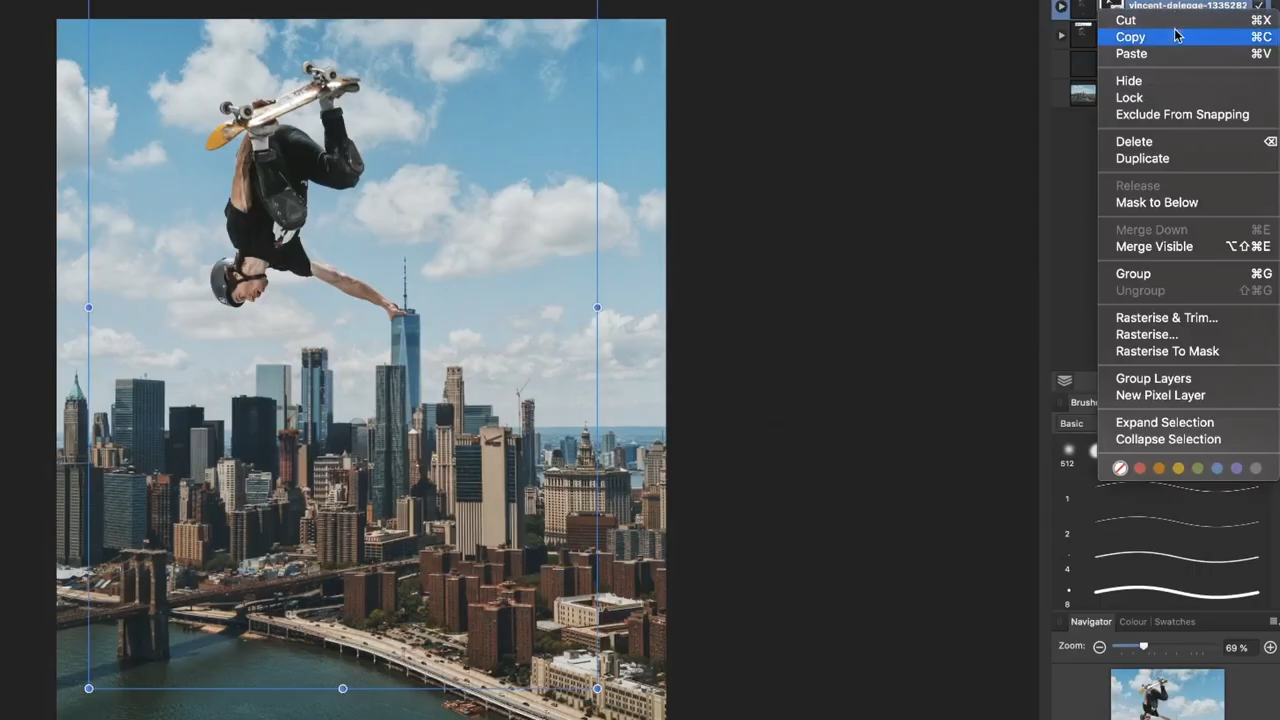 vincent-delegge-1335282
Cut ⌘X
Copy ⌘C
Paste ⌘V
Hide
Lock
Exclude From Snapping
Delete ⌫
Duplicate
Release
Mask to Below
Merge Down ⌘E
Merge Visible ⌥⇧⌘E
Group ⌘G
Ungroup ⇧⌘G
Rasterise & Trim...
Rasterise...
Rasterise To Mask
Group Layers
New Pixel Layer
Expand Selection
Collapse Selection
Brushe
Basic
512
1
2
4
8
Navigator Colour Swatches
Zoom: 69 %